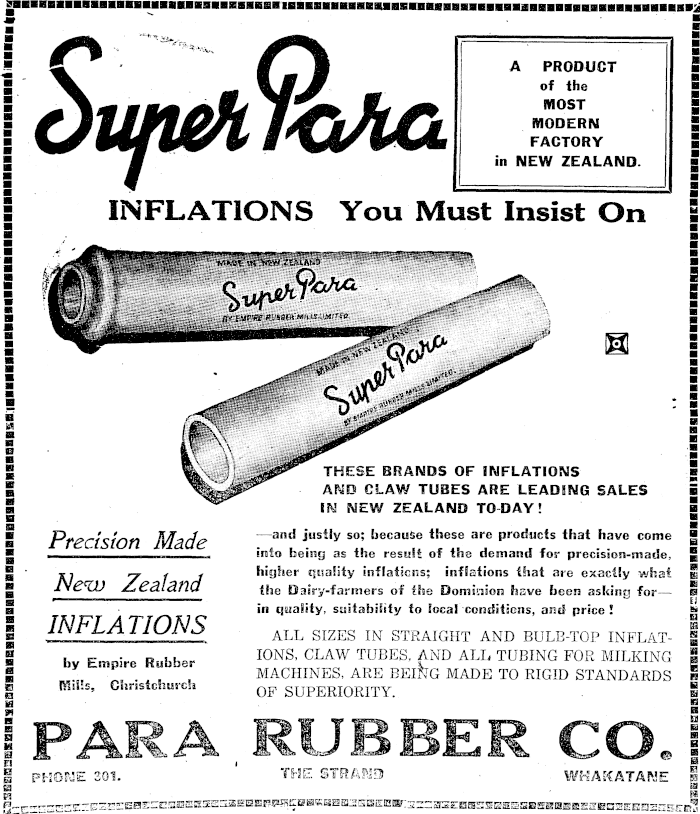 Super Para
A PRODUCT
of the
MOST
MODERN
FACTORY
in NEW ZEALAND.
INFLATIONS You Must Insist On
MADE IN NEW ZEALAND
Super Para
BY EMPIRE RUBBER MILLS LIMITED.
MADE IN NEW ZEALAND
Super Para
BY EMPIRE RUBBER MILLS LIMITED.
THESE BRANDS OF INFLATIONS
AND CLAW TUBES ARE LEADING SALES
IN NEW ZEALAND TO-DAY!
Precision Made
New Zealand
INFLATIONS
by Empire Rubber
Mills, Christchurch
—and justly so; because these are products that have come
into being as the result of the demand for precision-made,
higher quality inflations; inflations that are exactly what
the Dairy-farmers of the Dominion have been asking for—
in quality, suitability to local conditions, and price!
ALL SIZES IN STRAIGHT AND BULB-TOP INFLAT-
IONS, CLAW TUBES, AND ALL TUBING FOR MILKING
MACHINES, ARE BEING MADE TO RIGID STANDARDS
OF SUPERIORITY.
PARA RUBBER CO.
PHONE 301. THE STRAND WHAKATANE